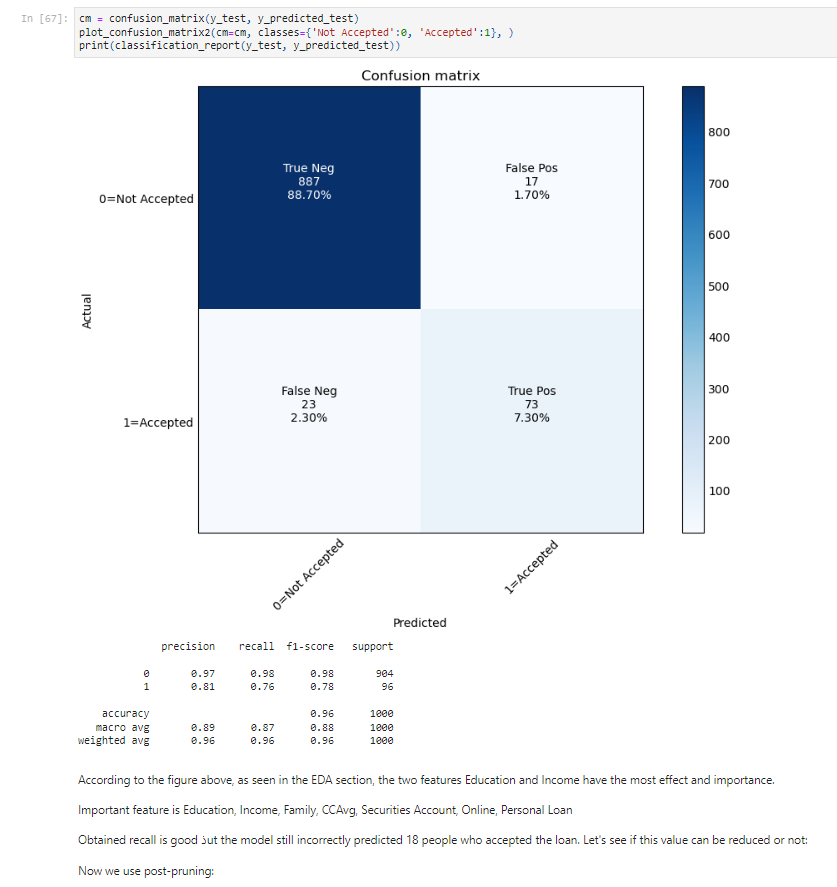 In [67]:
cm = confusion_matrix(y_test, y_predicted_test)
plot_confusion_matrix2(cm=cm, classes={'Not Accepted':0, 'Accepted':1}, )
print(classification_report(y_test, y_predicted_test))
Confusion matrix
True Neg
887
88.70%
False Pos
17
1.70%
0=Not Accepted
Actual
False Neg
23
2.30%
True Pos
73
7.30%
1=Accepted
0=Not Accepted
1=Accepted
Predicted
800
700
600
500
400
300
200
100
precision recall f1-score support
0 0.97 0.98 0.98 904
1 0.81 0.76 0.78 96
accuracy 0.96 1000
macro avg 0.89 0.87 0.88 1000
weighted avg 0.96 0.96 0.96 1000
According to the figure above, as seen in the EDA section, the two features Education and Income have the most effect and importance.
Important feature is Education, Income, Family, CCAvg, Securities Account, Online, Personal Loan
Obtained recall is good but the model still incorrectly predicted 18 people who accepted the loan. Let's see if this value can be reduced or not:
Now we use post-pruning: